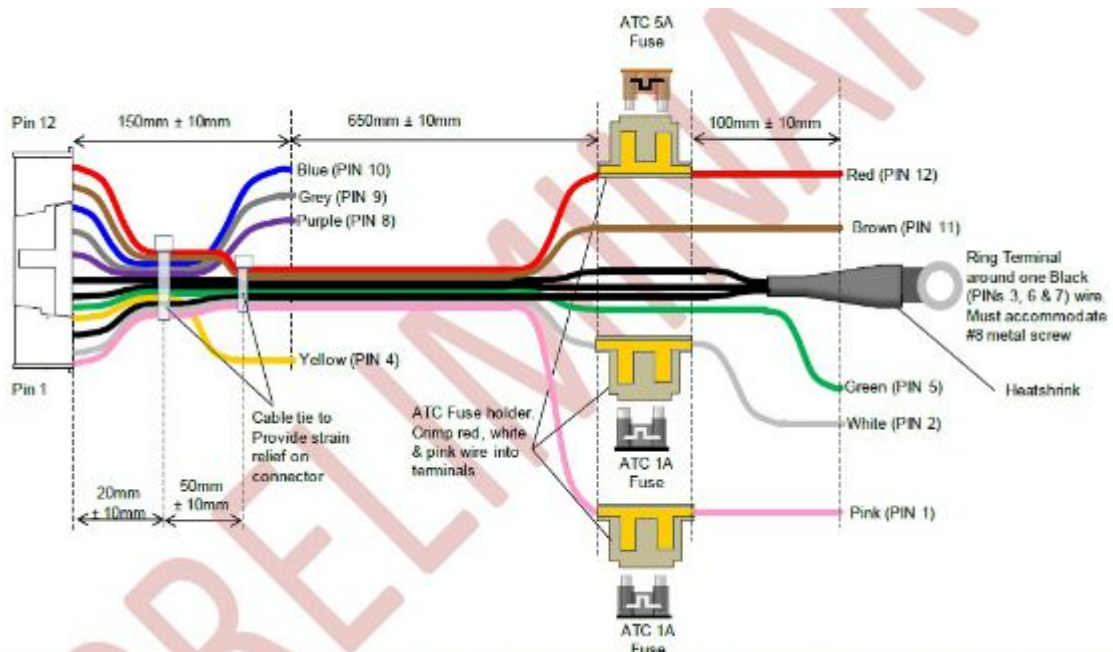 ATC 5A
Fuse
Pin 12
150mm ± 10mm
650mm ± 10mm
100mm ± 10mm
Blue (PIN 10)
Grey (PIN 9)
Purple (PIN 8)
Red (PIN 12)
Brown (PIN 11)
Ring Terminal
around one Black
(PINs 3, 6 & 7) wire.
Must accommodate
#8 metal screw
Yellow (PIN 4)
Pin 1
Green (PIN 5)
Heatshrink
White (PIN 2)
Cable tie to
Provide strain
relief on
connector
ATC Fuse holder.
Crimp red, white
& pink wire into
terminals
ATC 1A
Fuse
20mm
± 10mm
50mm
± 10mm
Pink (PIN 1)
ATC 1A
Fuse
PRELIMINAR